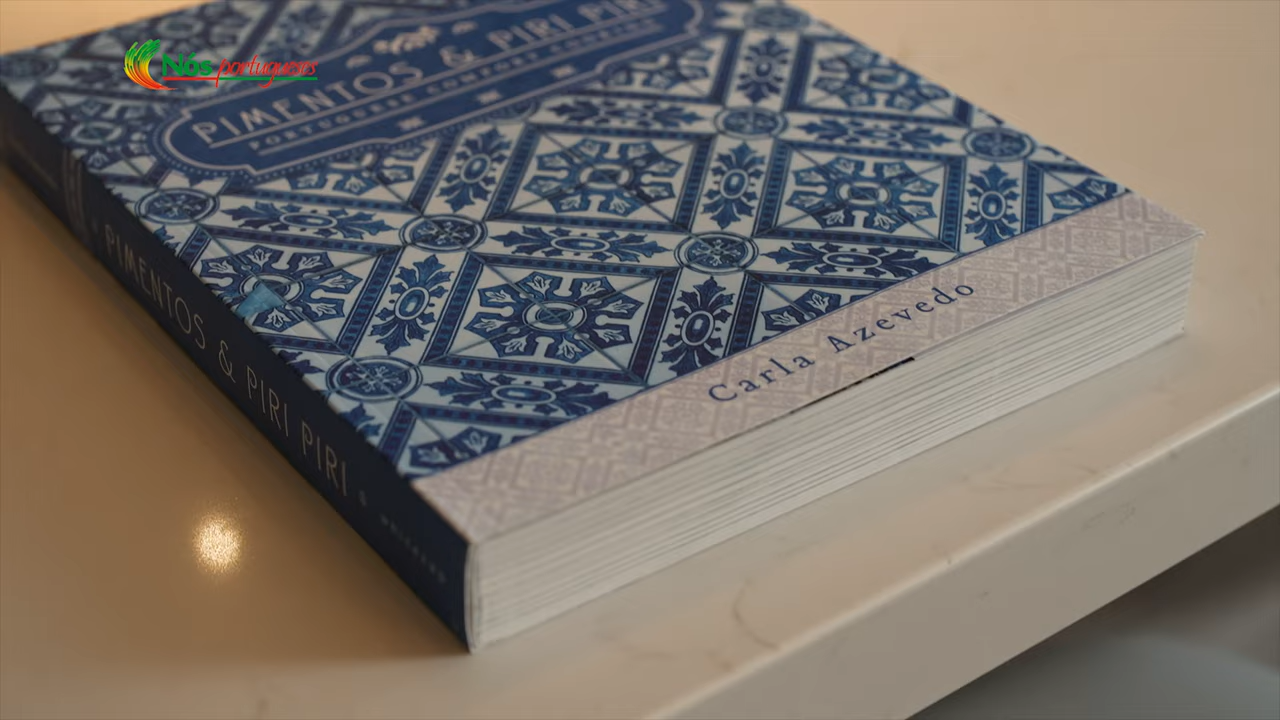 Nós portugueses
PIMENTOS & PIRI PIRI
PORTUGUESE COMFORT COOKING
Carla Azevedo
PIMENTOS & PIRI PIRI